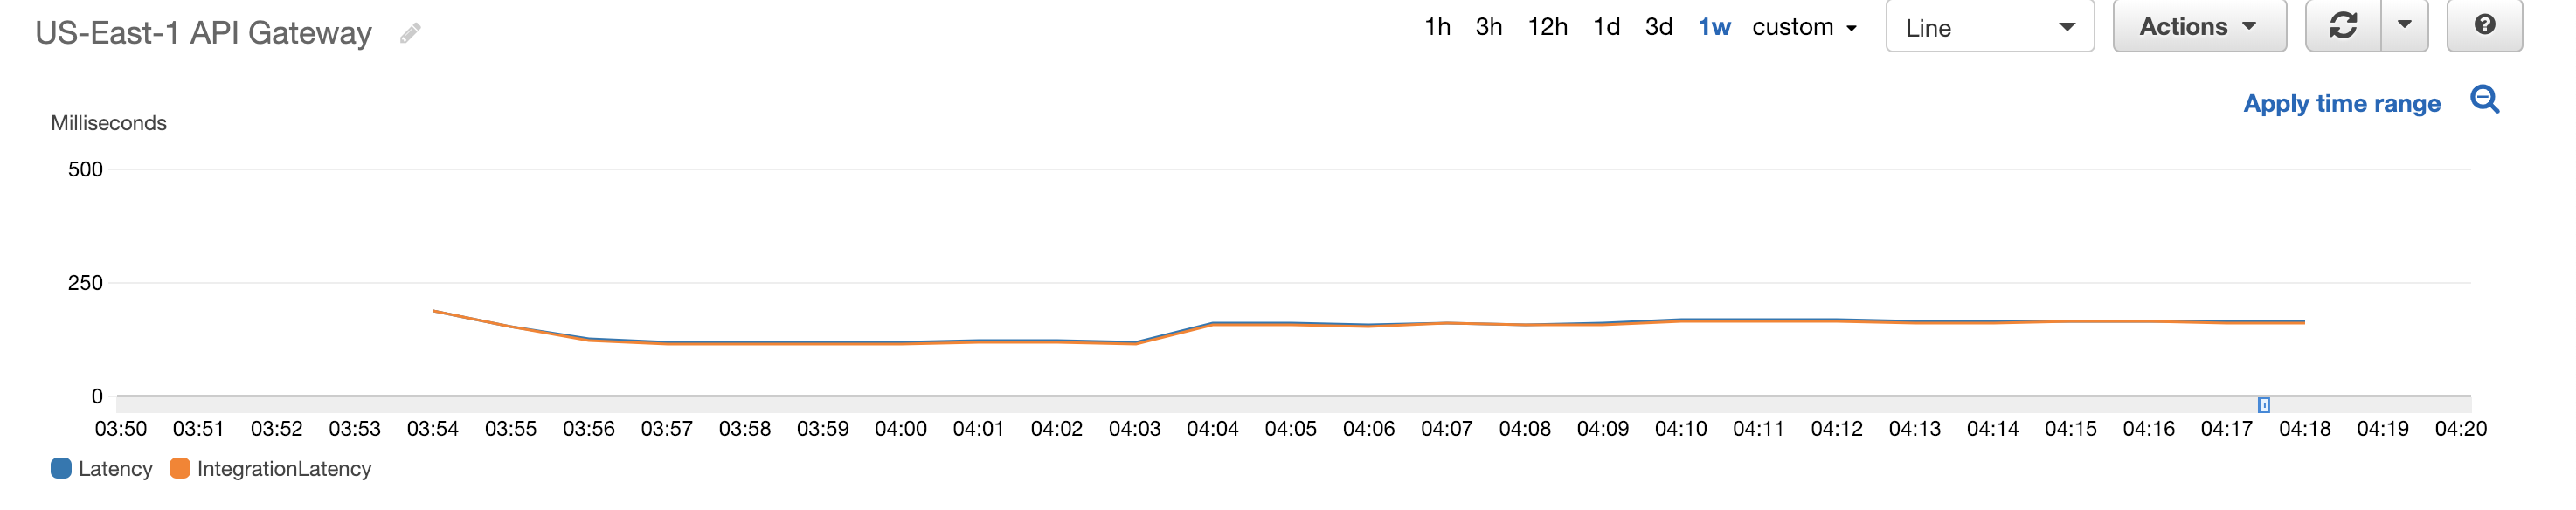 US-East-1 API Gateway 1h 3h 12h 1d 3d 1w custom Line Actions
Apply time range
Milliseconds
500
250
0
03:50 03:51 03:52 03:53 03:54 03:55 03:56 03:57 03:58 03:59 04:00 04:01 04:02 04:03 04:04 04:05 04:06 04:07 04:08 04:09 04:10 04:11 04:12 04:13 04:14 04:15 04:16 04:17 04:18 04:19 04:20
Latency IntegrationLatency